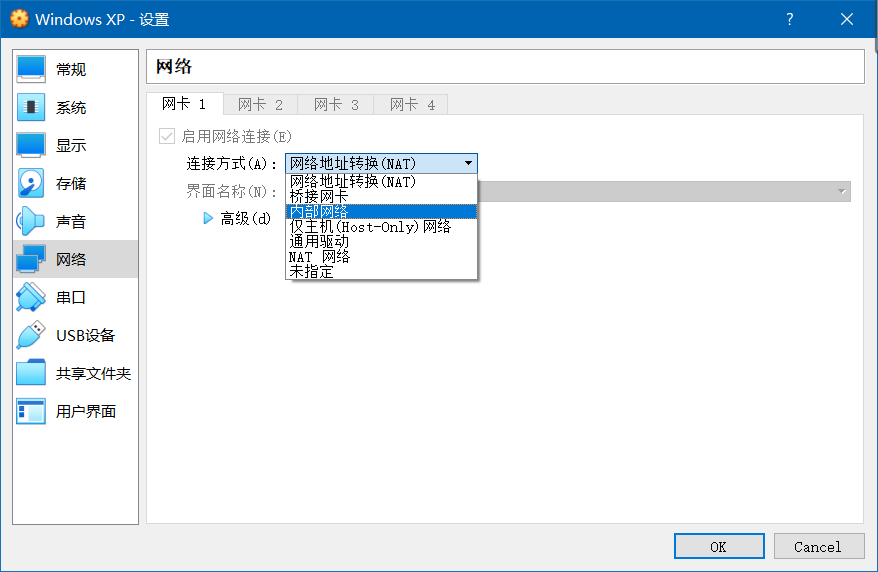 Windows XP - 设置
?
常规
系统
显示
存储
声音
网络
串口
USB设备
共享文件夹
用户界面
网络
网卡 1 网卡 2 网卡 3 网卡 4
启用网络连接(E)
连接方式(A): 网络地址转换(NAT)
界面名称(N):
高级(d)
网络地址转换(NAT)
桥接网卡
内部网络
仅主机(Host-Only)网络
通用驱动
NAT 网络
未指定
OK Cancel